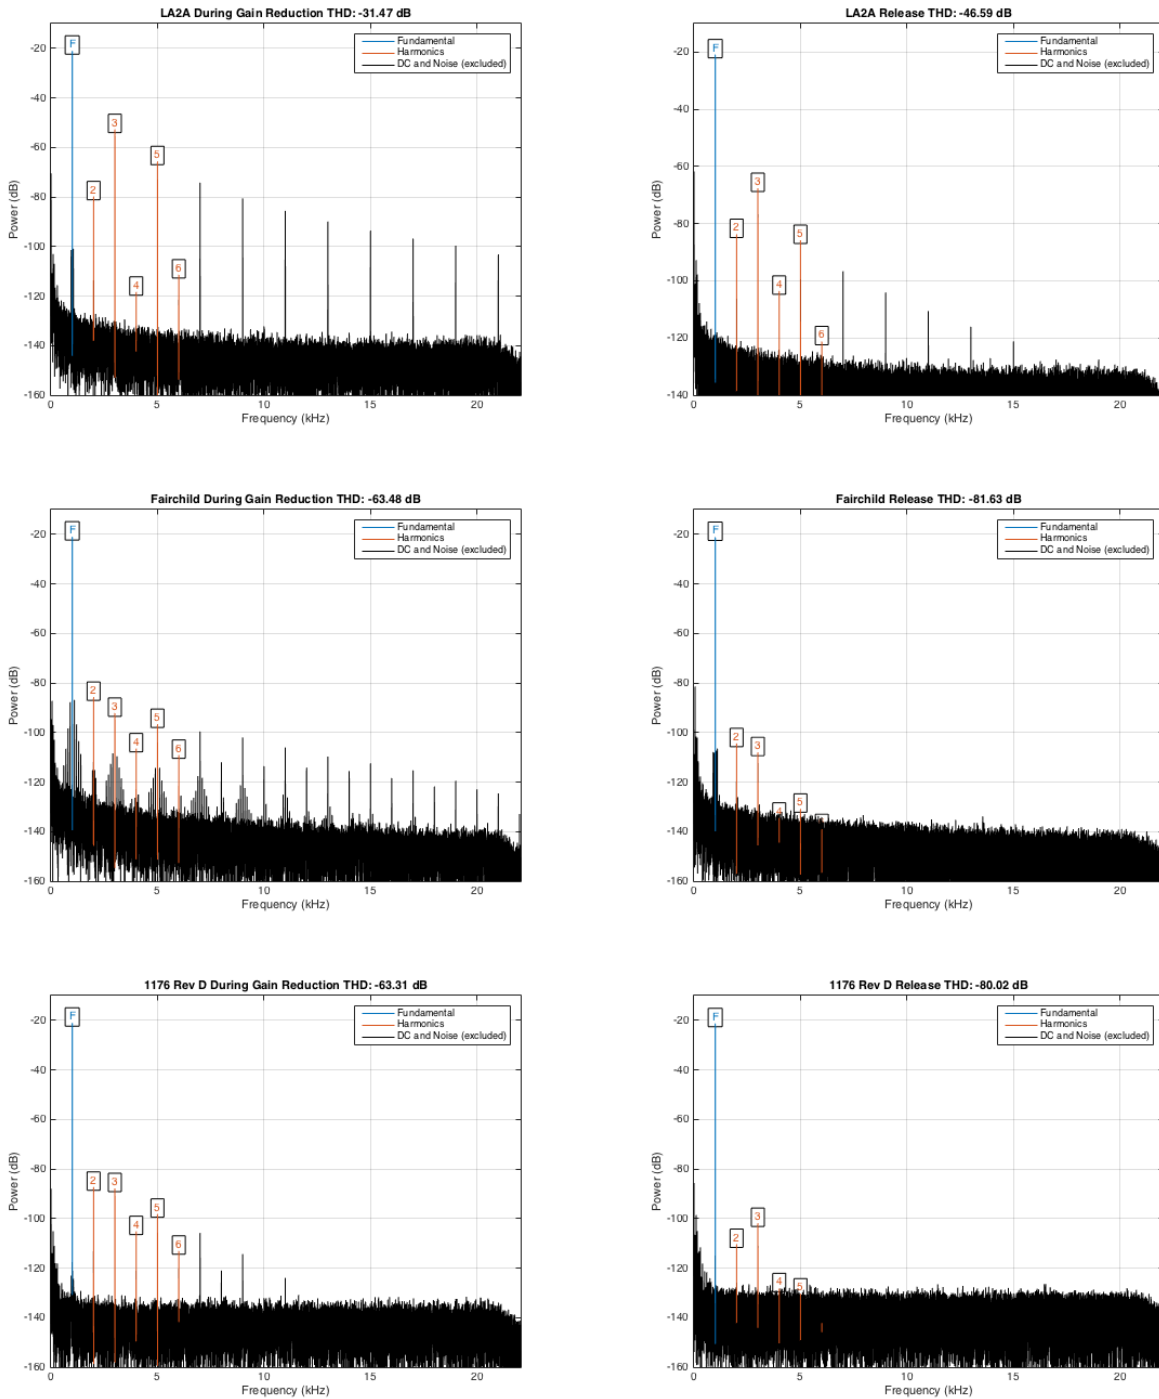 LA2A During Gain Reduction THD: -31.47 dB
F
2
3
4
5
6
Fundamental
Harmonics
DC and Noise (excluded)
Power (dB)
-20
-40
-60
-80
-100
-120
-140
-160
0
5
10
15
20
Frequency (kHz)
LA2A Release THD: -46.59 dB
F
2
3
4
5
6
Fundamental
Harmonics
DC and Noise (excluded)
Power (dB)
-20
-40
-60
-80
-100
-120
-140
0
5
10
15
20
Frequency (kHz)
Fairchild During Gain Reduction THD: -63.48 dB
F
2
3
4
5
6
Fundamental
Harmonics
DC and Noise (excluded)
Power (dB)
-20
-40
-60
-80
-100
-120
-140
-160
0
5
10
15
20
Frequency (kHz)
Fairchild Release THD: -81.63 dB
F
2
3
4
5
Fundamental
Harmonics
DC and Noise (excluded)
Power (dB)
-20
-40
-60
-80
-100
-120
-140
-160
0
5
10
15
20
Frequency (kHz)
1176 Rev D During Gain Reduction THD: -63.31 dB
F
2
3
4
5
6
Fundamental
Harmonics
DC and Noise (excluded)
Power (dB)
-20
-40
-60
-80
-100
-120
-140
-160
0
5
10
15
20
Frequency (kHz)
1176 Rev D Release THD: -80.02 dB
F
2
3
4
5
Fundamental
Harmonics
DC and Noise (excluded)
Power (dB)
-20
-40
-60
-80
-100
-120
-140
-160
0
5
10
15
20
Frequency (kHz)